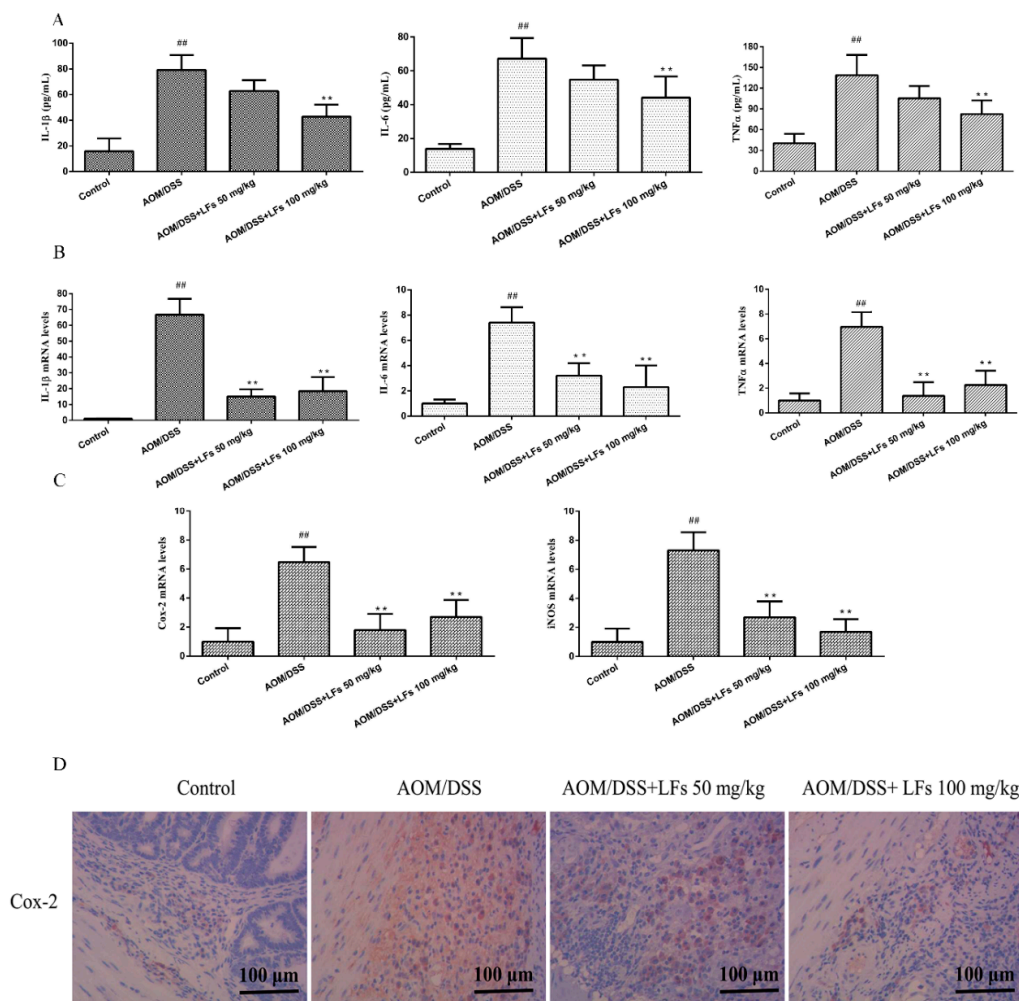 A
IL-1β (pg/mL)
100
80
60
40
20
0
##
**
Control
AOM/DSS
AOM/DSS+LFs 50 mg/kg
AOM/DSS+LFs 100 mg/kg
IL-6 (pg/mL)
80
60
40
20
0
##
**
Control
AOM/DSS
AOM/DSS+LFs 50 mg/kg
AOM/DSS+LFs 100 mg/kg
TNFα (pg/mL)
180
150
120
90
60
30
0
##
**
Control
AOM/DSS
AOM/DSS+LFs 50 mg/kg
AOM/DSS+LFs 100 mg/kg
B
IL-1β mRNA levels
80
70
60
50
40
30
20
10
0
##
**
**
Control
AOM/DSS
AOM/DSS+LFs 50 mg/kg
AOM/DSS+LFs 100 mg/kg
IL-6 mRNA levels
8
6
4
2
0
##
**
**
Control
AOM/DSS
AOM/DSS+LFs 50 mg/kg
AOM/DSS+LFs 100 mg/kg
TNFα mRNA levels
8
6
4
2
0
##
**
**
Control
AOM/DSS
AOM/DSS+LFs 50 mg/kg
AOM/DSS+LFs 100 mg/kg
C
Cox-2 mRNA levels
8
6
4
2
0
##
**
**
Control
AOM/DSS
AOM/DSS+LFs 50 mg/kg
AOM/DSS+LFs 100 mg/kg
iNOS mRNA levels
8
6
4
2
0
##
**
**
Control
AOM/DSS
AOM/DSS+LFs 50 mg/kg
AOM/DSS+LFs 100 mg/kg
D
Control
AOM/DSS
AOM/DSS+LFs 50 mg/kg
AOM/DSS+ LFs 100 mg/kg
Cox-2
100 µm
100 µm
100 µm
100 µm